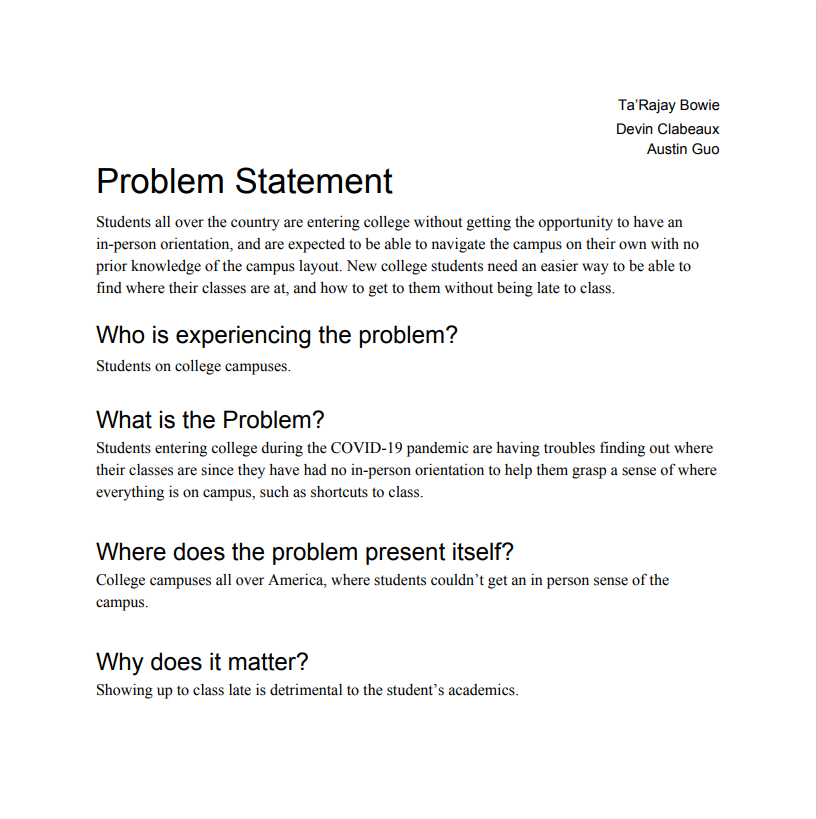 Ta’Rajay Bowie
Devin Clabeaux
Austin Guo
Problem Statement
Students all over the country are entering college without getting the opportunity to have an
in-person orientation, and are expected to be able to navigate the campus on their own with no
prior knowledge of the campus layout. New college students need an easier way to be able to
find where their classes are at, and how to get to them without being late to class.
Who is experiencing the problem?
Students on college campuses.
What is the Problem?
Students entering college during the COVID-19 pandemic are having troubles finding out where
their classes are since they have had no in-person orientation to help them grasp a sense of where
everything is on campus, such as shortcuts to class.
Where does the problem present itself?
College campuses all over America, where students couldn’t get an in person sense of the
campus.
Why does it matter?
Showing up to class late is detrimental to the student’s academics.